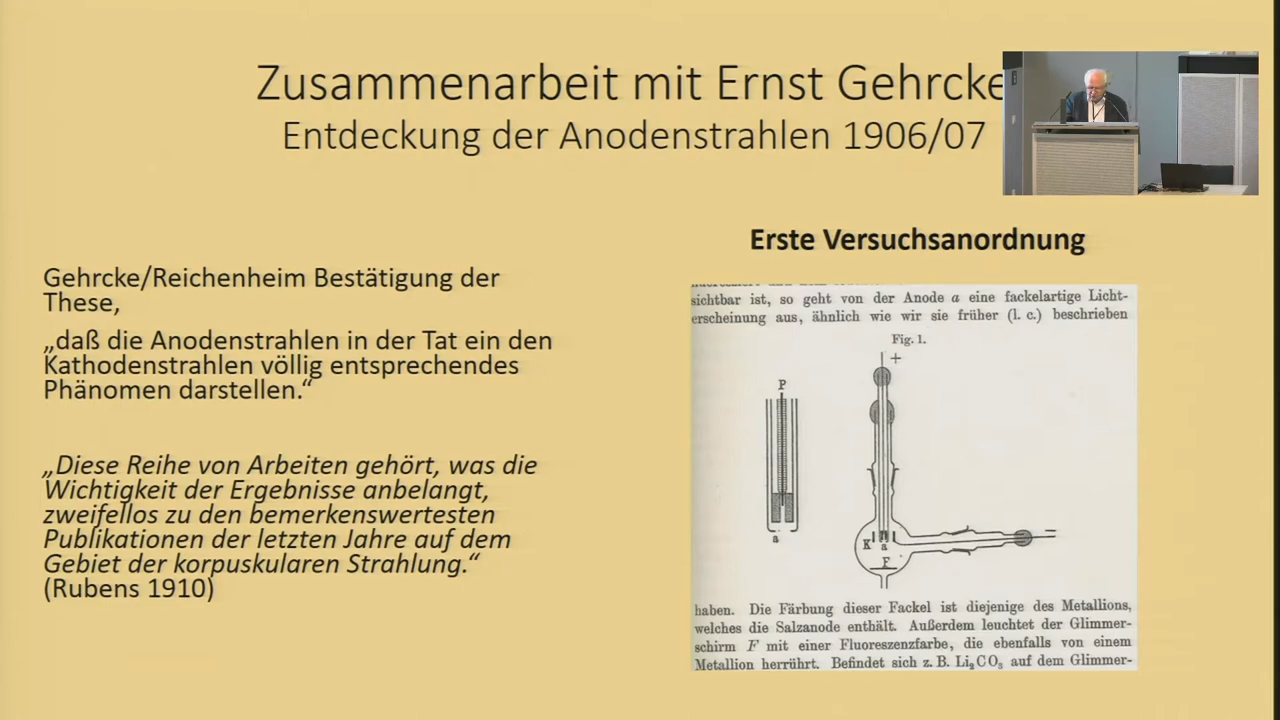 Zusammenarbeit mit Ernst Gehrcke
Entdeckung der Anodenstrahlen 1906/07
Gehrcke/Reichenheim Bestätigung der
These,
„daß die Anodenstrahlen in der Tat ein den
Kathodenstrahlen völlig entsprechendes
Phänomen darstellen.“
„Diese Reihe von Arbeiten gehört, was die
Wichtigkeit der Ergebnisse anbelangt,
zweifellos zu den bemerkenswertesten
Publikationen der letzten Jahre auf dem
Gebiet der korpuskularen Strahlung.“
(Rubens 1910)
Erste Versuchsanordnung
sichtbar ist, so geht von der Anode a eine fackelartige Licht-
erscheinung aus, ähnlich wie wir sie früher (l. c.) beschrieben
Fig. 1.
+
P
a
K
a
F
haben. Die Färbung dieser Fackel ist diejenige des Metallions,
welches die Salzanode enthält. Außerdem leuchtet der Glimmer-
schirm F mit einer Fluoreszenzfarbe, die ebenfalls von einem
Metallion herrührt. Befindet sich z. B. Li₂CO₃ auf dem Glimmer-